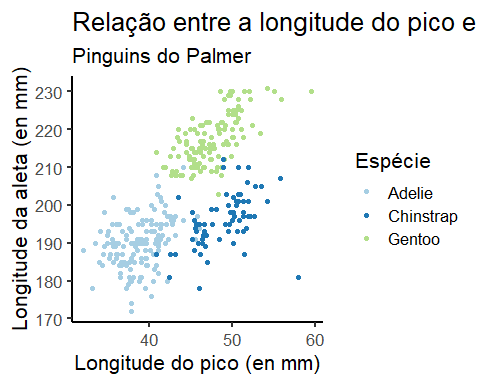 Relação entre a longitude do pico e
Pinguins do Palmer
Longitude da aleta (en mm)
230
220
210
200
190
180
170
40
50
60
Longitude do pico (en mm)
Espécie
Adelie
Chinstrap
Gentoo